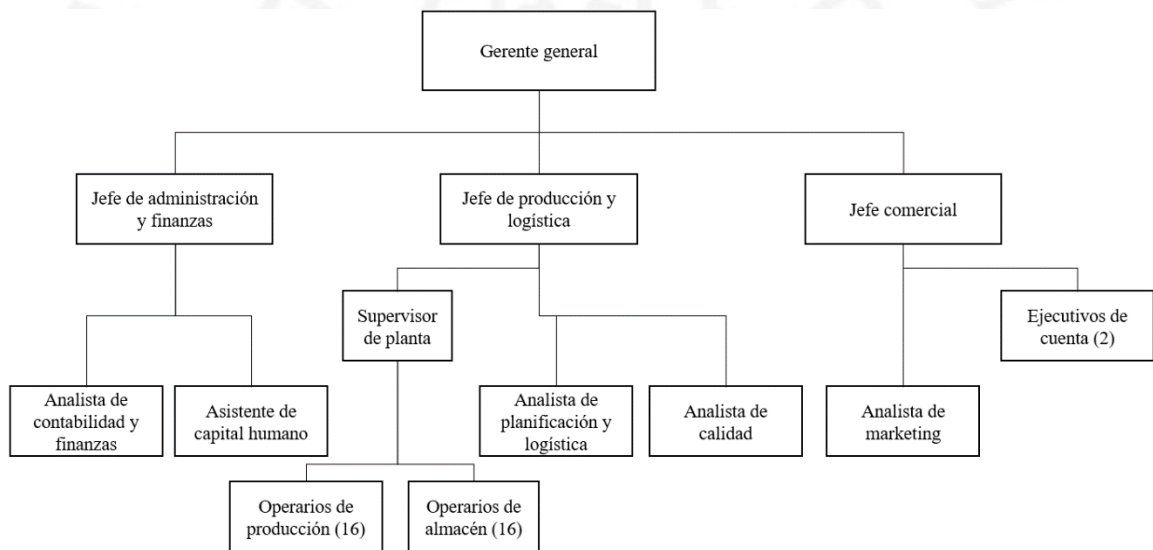 Gerente general
Jefe de administración
y finanzas
Jefe de producción y
logística
Jefe comercial
Supervisor
de planta
Ejecutivos de
cuenta (2)
Analista de
contabilidad y
finanzas
Asistente de
capital humano
Analista de
planificación y
logística
Analista de
calidad
Analista de
marketing
Operarios de
producción (16)
Operarios de
almacén (16)